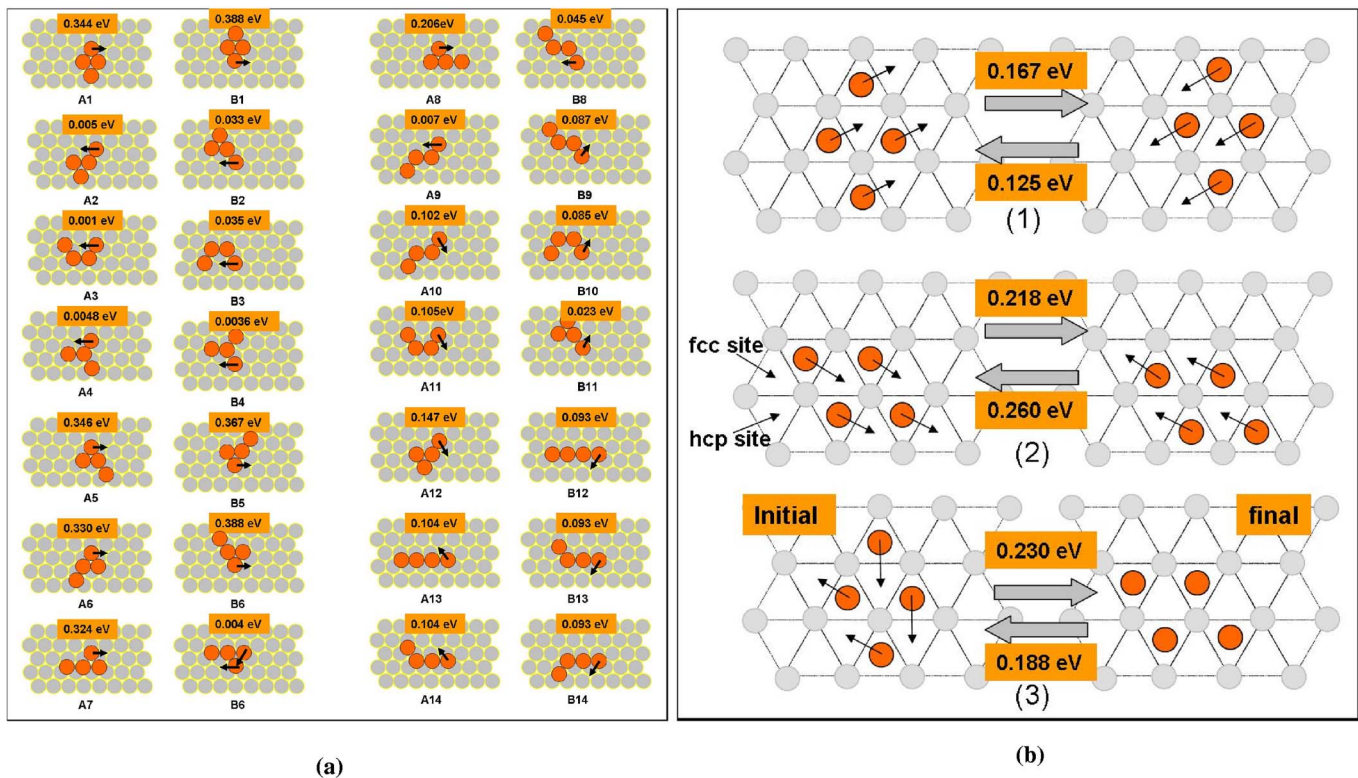 0.344 eV
0.388 eV
0.206eV
0.045 eV
A1
B1
A8
B8
0.005 eV
0.033 eV
0.007 eV
0.087 eV
A2
B2
A9
B9
0.001 eV
0.035 eV
0.102 eV
0.085 eV
A3
B3
A10
B10
0.0048 eV
0.0036 eV
0.105eV
0.023 eV
A4
B4
A11
B11
0.346 eV
0.367 eV
0.147 eV
0.093 eV
A5
B5
A12
B12
0.330 eV
0.388 eV
0.104 eV
0.093 eV
A6
B6
A13
B13
0.324 eV
0.004 eV
0.104 eV
0.093 eV
A7
B6
A14
B14
(a)
0.167 eV
0.125 eV
(1)
0.218 eV
fcc site
0.260 eV
hcp site
(2)
Initial
final
0.230 eV
0.188 eV
(3)
(b)